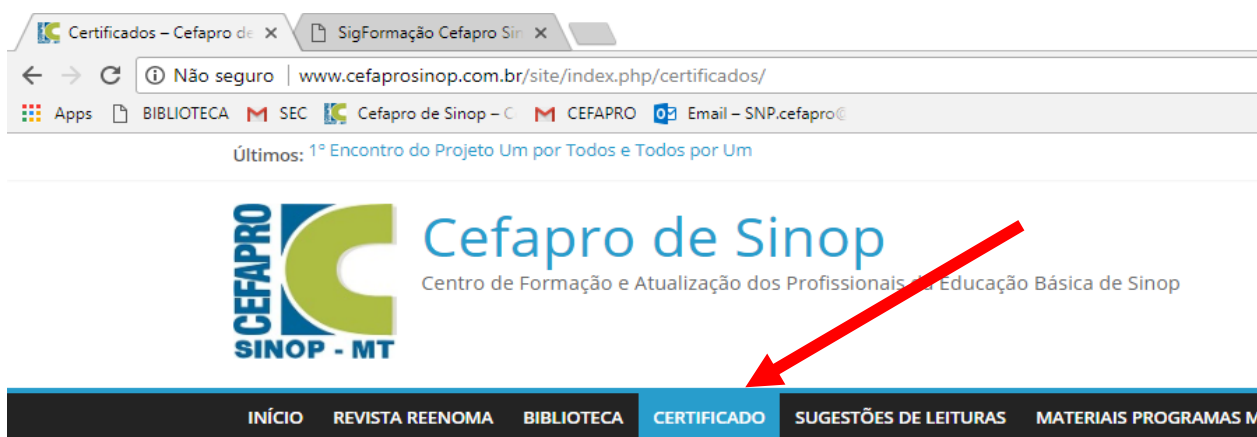 Certificados – Cefapro de
SigFormação Cefapro Sin
Não seguro www.cefaprosinop.com.br/site/index.php/certificados/
Apps BIBLIOTECA SEC Cefapro de Sinop – C CEFAPRO Email – SNP.cefapro@
Últimos: 1º Encontro do Projeto Um por Todos e Todos por Um
CEFAPRO
SINOP - MT
Cefapro de Sinop
Centro de Formação e Atualização dos Profissionais da Educação Básica de Sinop
INÍCIO REVISTA REENOMA BIBLIOTECA CERTIFICADO SUGESTÕES DE LEITURAS MATERIAIS PROGRAMAS M